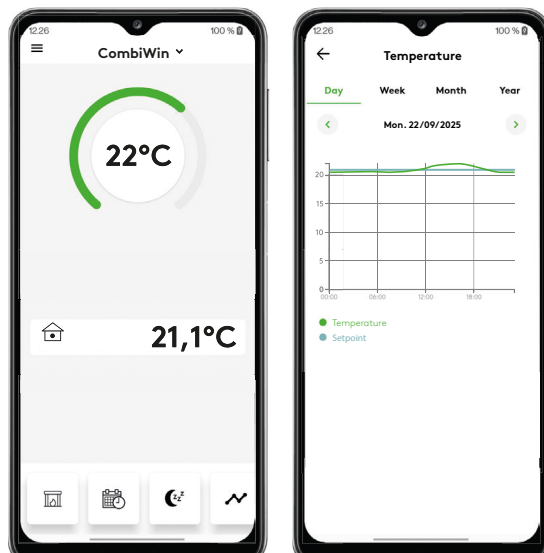 12.26
100 %
CombiWin
22°C
21,1°C
zzz
12.26
100 %
Temperature
Day Week Month Year
Mon. 22/09/2025
20
15
10
5
0
00:00 06:00 12:00 18:00
Temperature
Setpoint